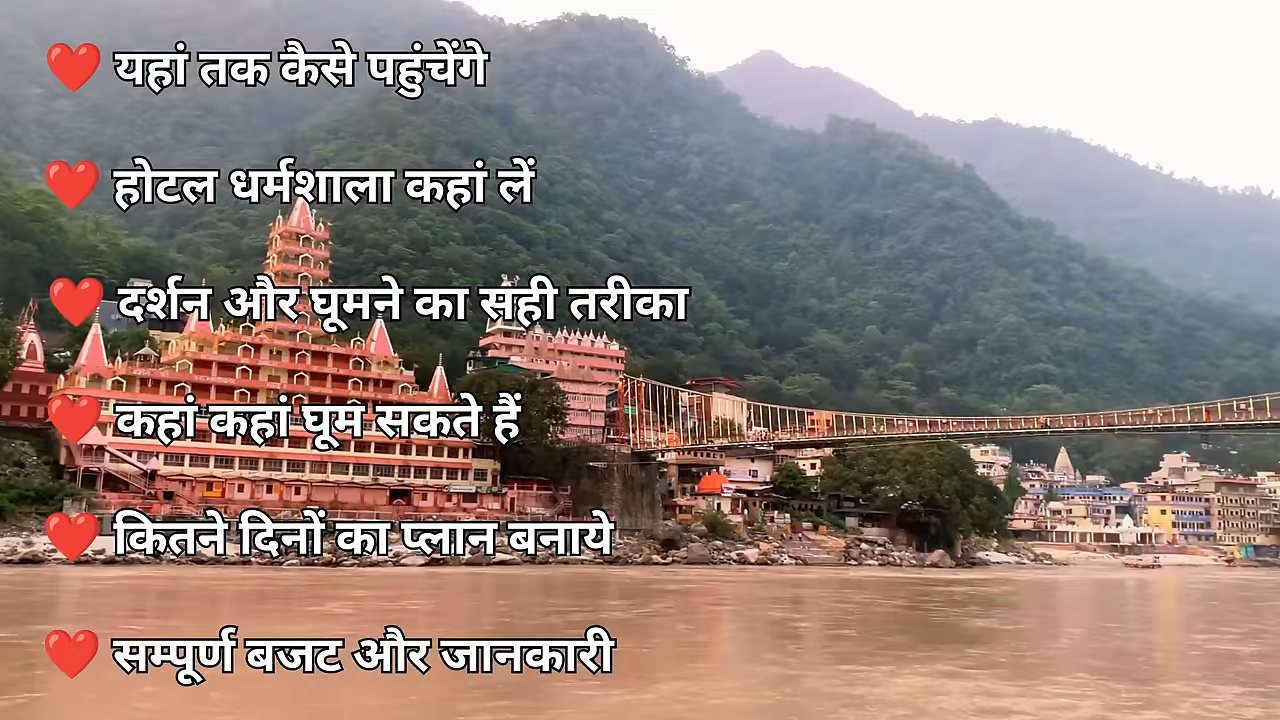 ❤️ यहां तक कैसे पहुंचेंगे
❤️ होटल धर्मशाला कहां लें
❤️ दर्शन और घूमने का सही तरीका
❤️ कहां कहां घूम सकते हैं
❤️ कितने दिनों का प्लान बनाये
❤️ सम्पूर्ण बजट और जानकारी